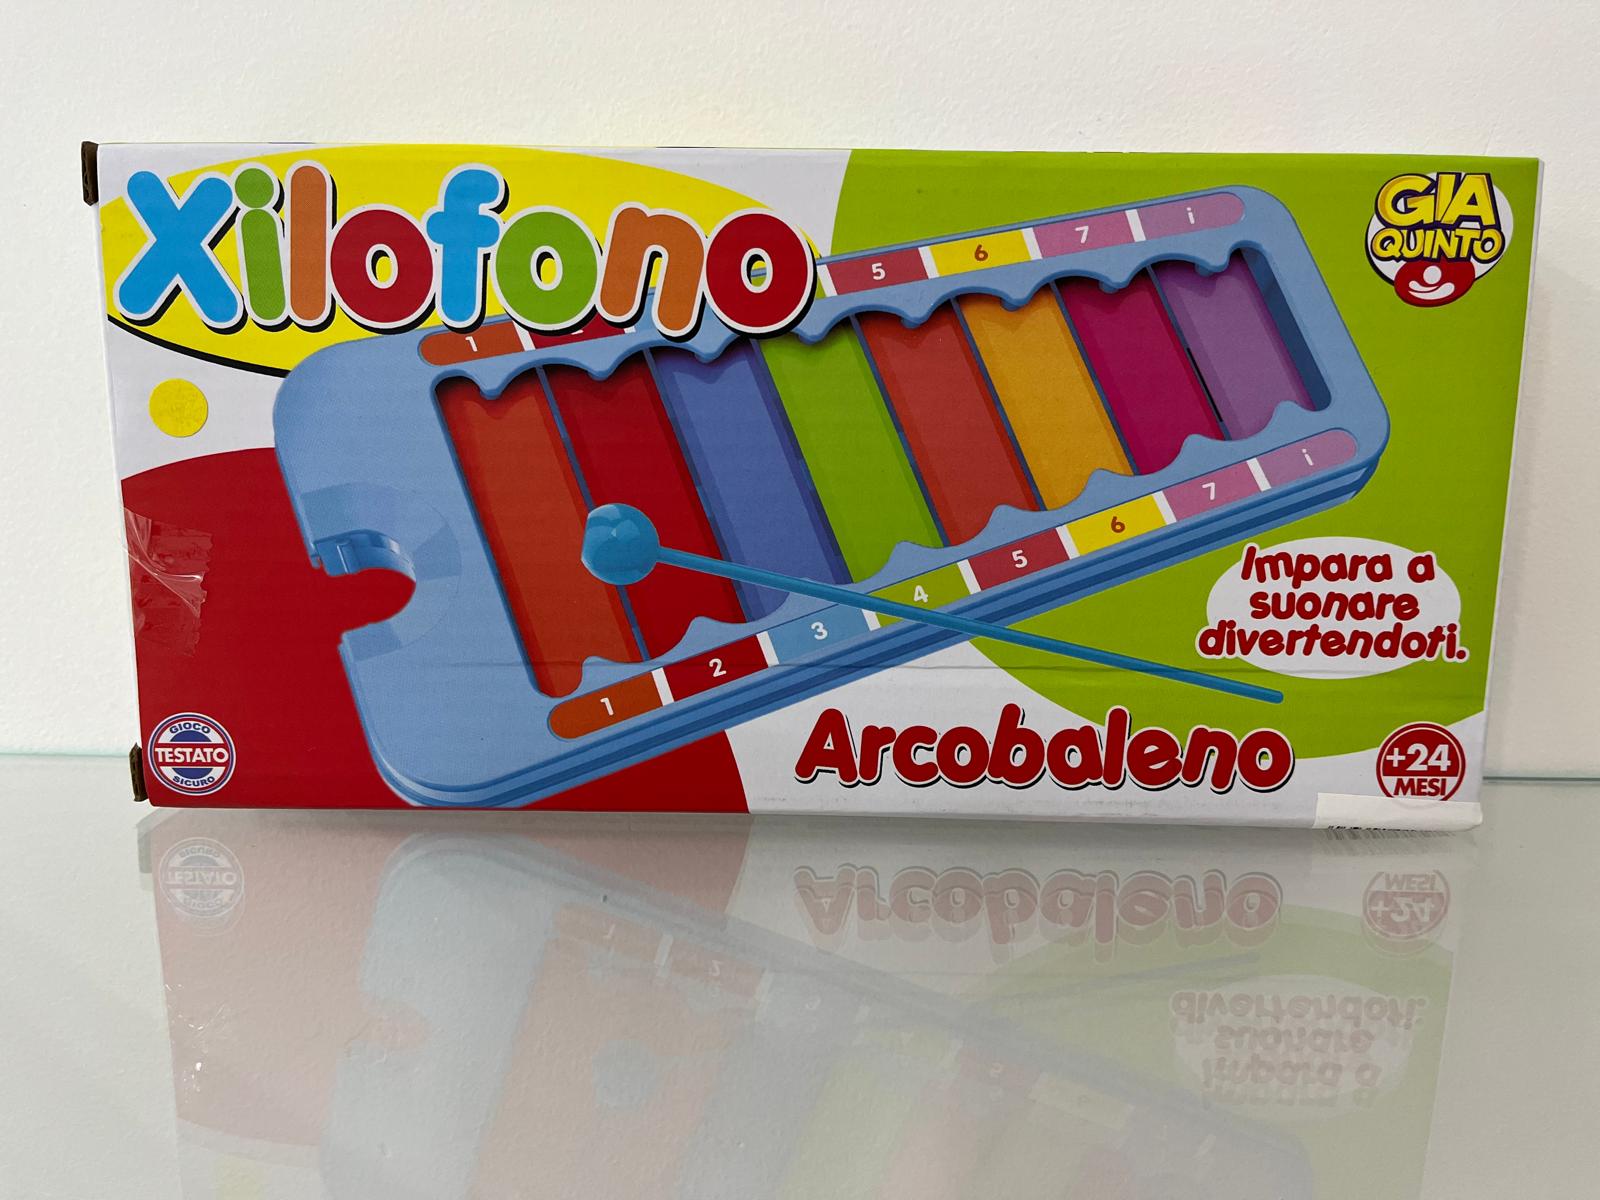 Xilofono
GIA
QUINTO
5 6 7 i
1
1 2 3 4 5 6 7 i
Impara a
suonare
divertendoti.
Arcobaleno
GIOCO
TESTATO
SICURO
+24
MESI